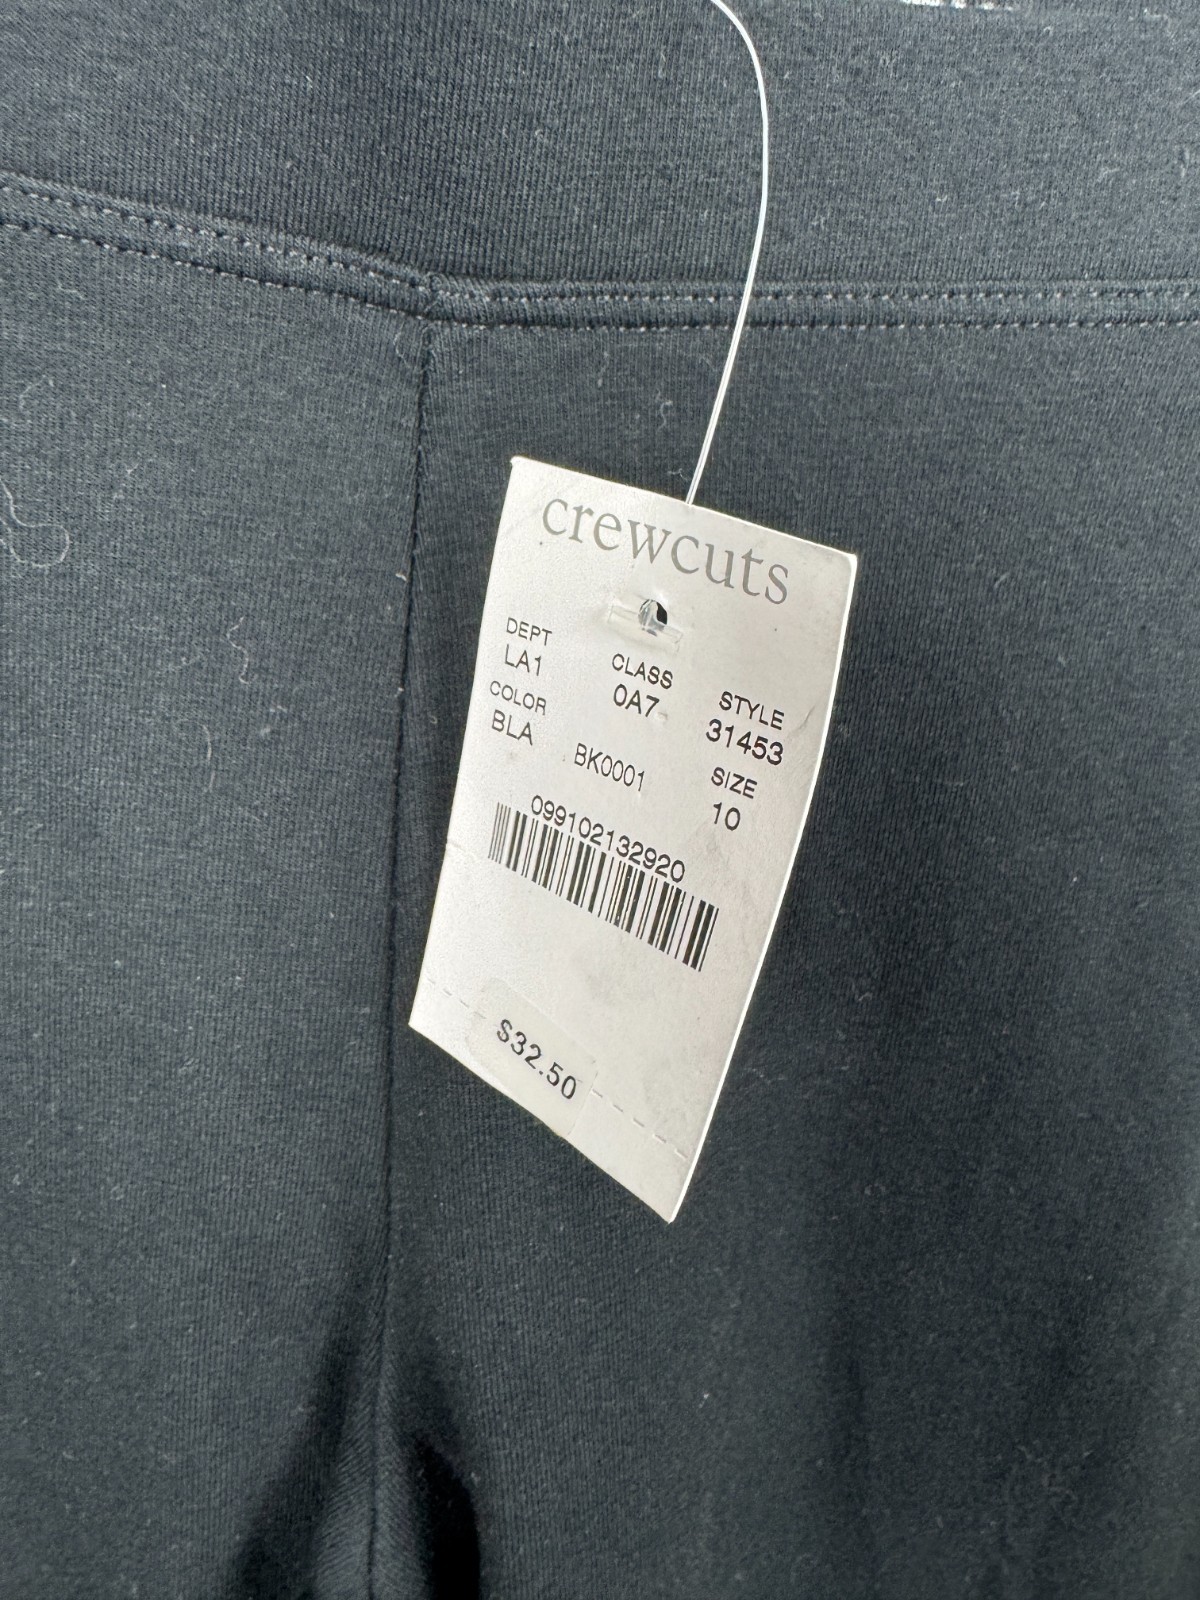 crewcuts
DEPT CLASS STYLE
LA1 0A7 31453
COLOR SIZE
BLA BK0001 10
099102132920
$32.50